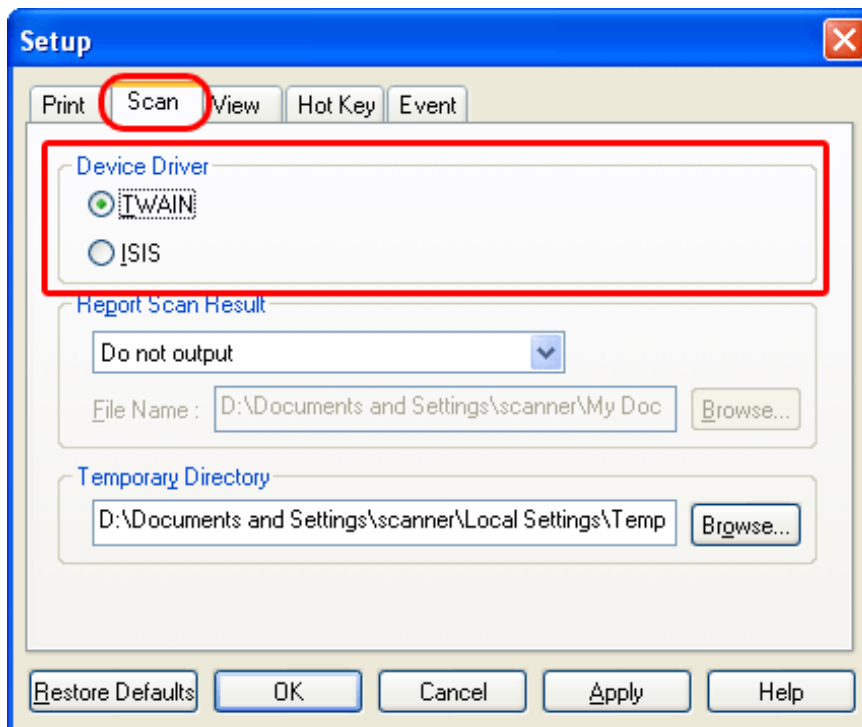 Setup
Print Scan View Hot Key Event
Device Driver
TWAIN
ISIS
Report Scan Result
Do not output
File Name : D:\Documents and Settings\scanner\My Doc Browse...
Temporary Directory
D:\Documents and Settings\scanner\Local Settings\Temp Browse...
Restore Defaults OK Cancel Apply Help